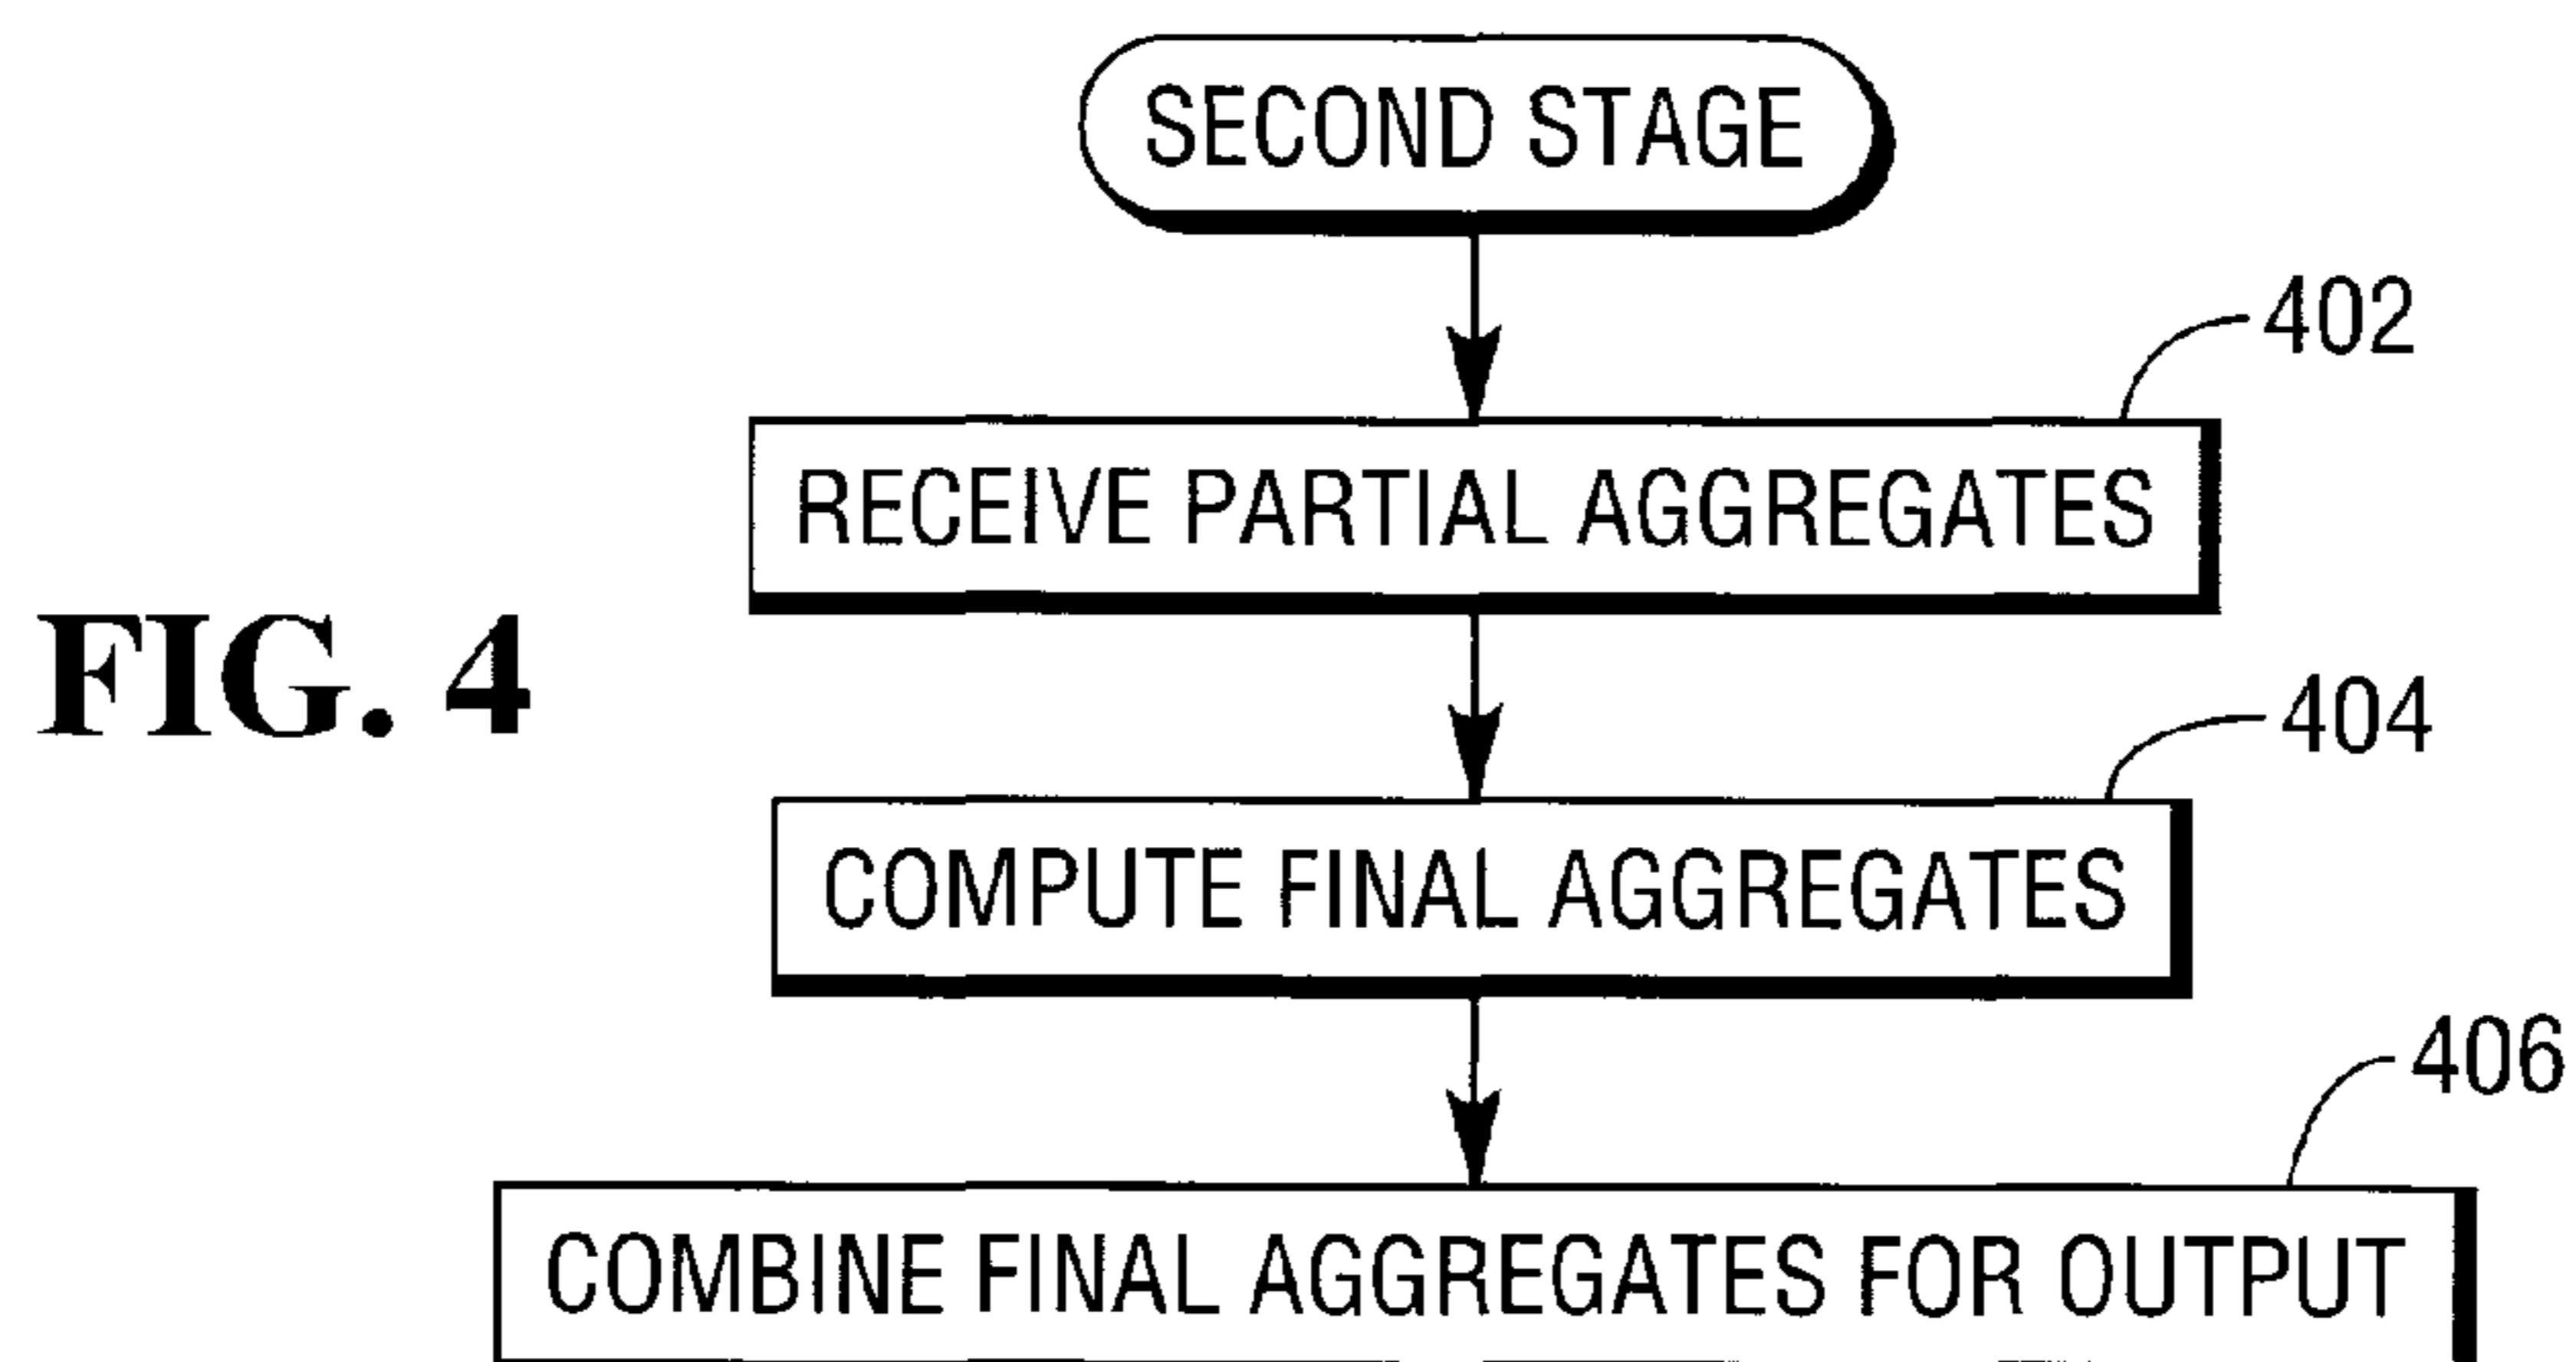 SECOND STAGE
402
RECEIVE PARTIAL AGGREGATES
FIG. 4
404
COMPUTE FINAL AGGREGATES
406
COMBINE FINAL AGGREGATES FOR OUTPUT